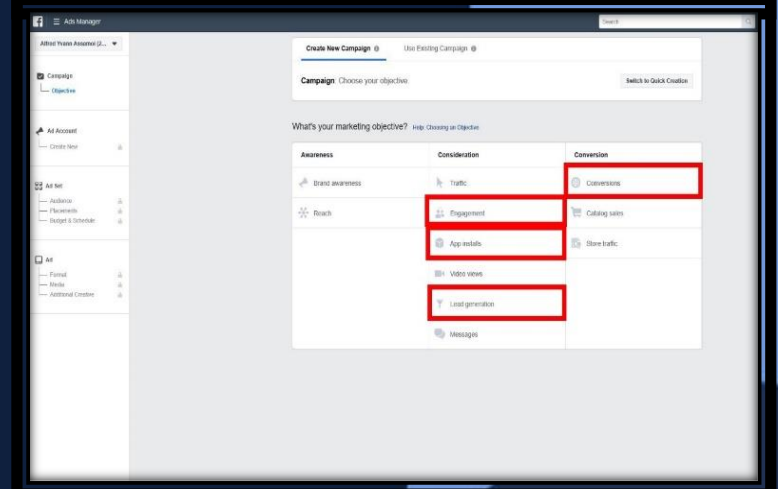 f Ads Manager
Search
Create New Campaign
Use Existing Campaign
Campaign
Objective
Campaign: Choose your objective.
Switch to Quick Creation
Ad Account
Create New
What's your marketing objective? Help: Choosing an Objective
Awareness
Consideration
Conversion
Brand awareness
Traffic
Conversions
Reach
Engagement
Catalog sales
App installs
Store traffic
Video views
Lead generation
Messages
Ad Set
Audience
Placements
Budget & Schedule
Ad
Format
Media
Additional Creative